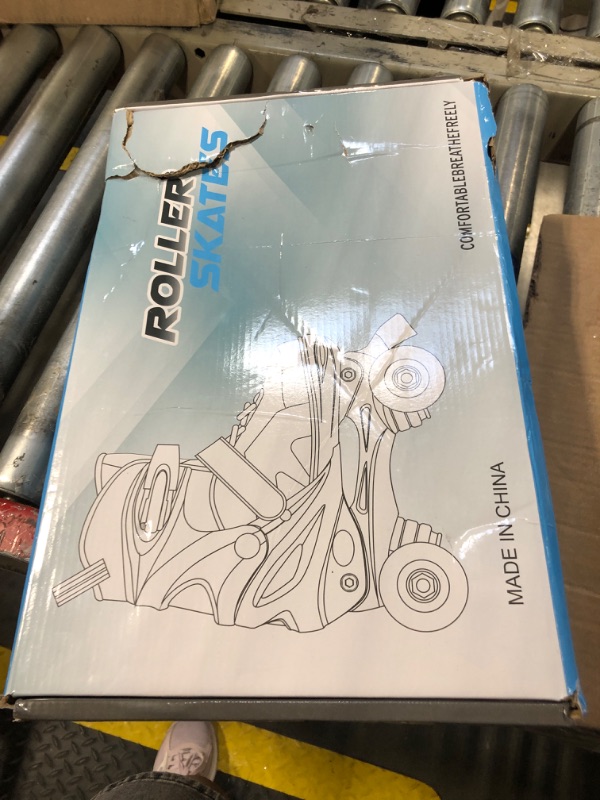 ROLLER
SKATES
COMFORTABLEBREATHEFREELY
MADE IN CHINA